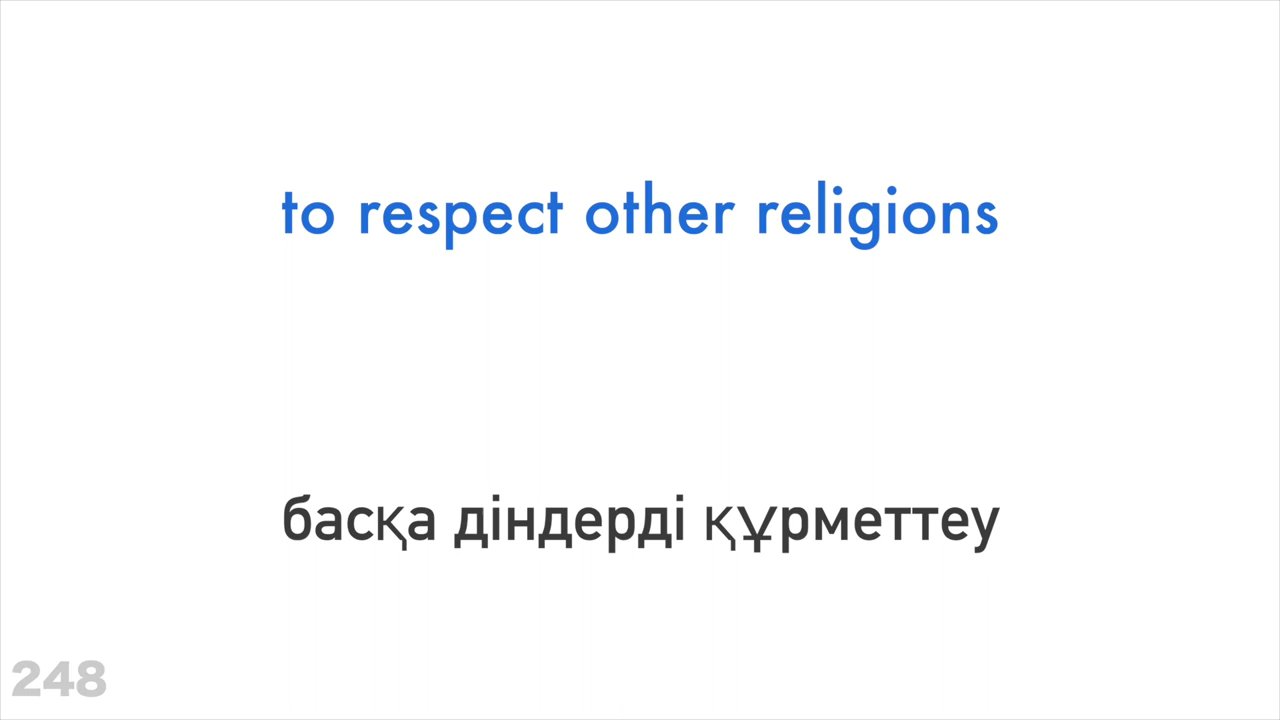 to respect other religions
басқа діндерді құрметтеу
248